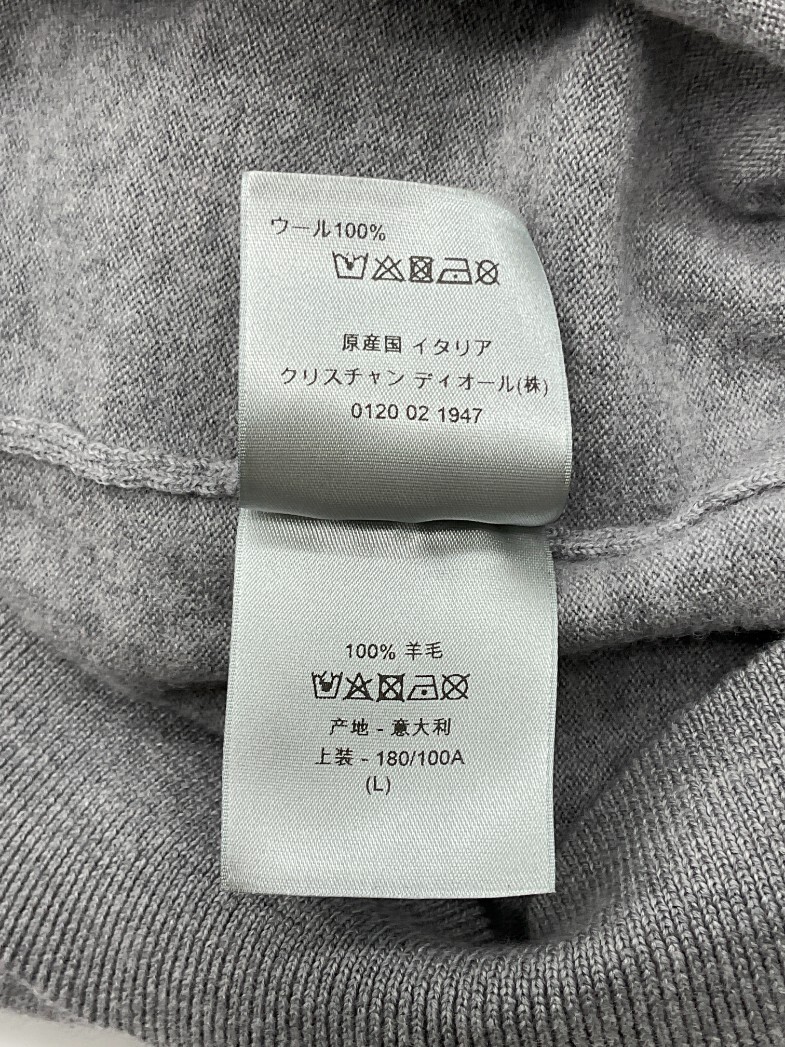 ウール100%
原産国 イタリア
クリスチャン ディオール(株)
0120 02 1947
100% 羊毛
产地 - 意大利
上装 - 180/100A
(L)